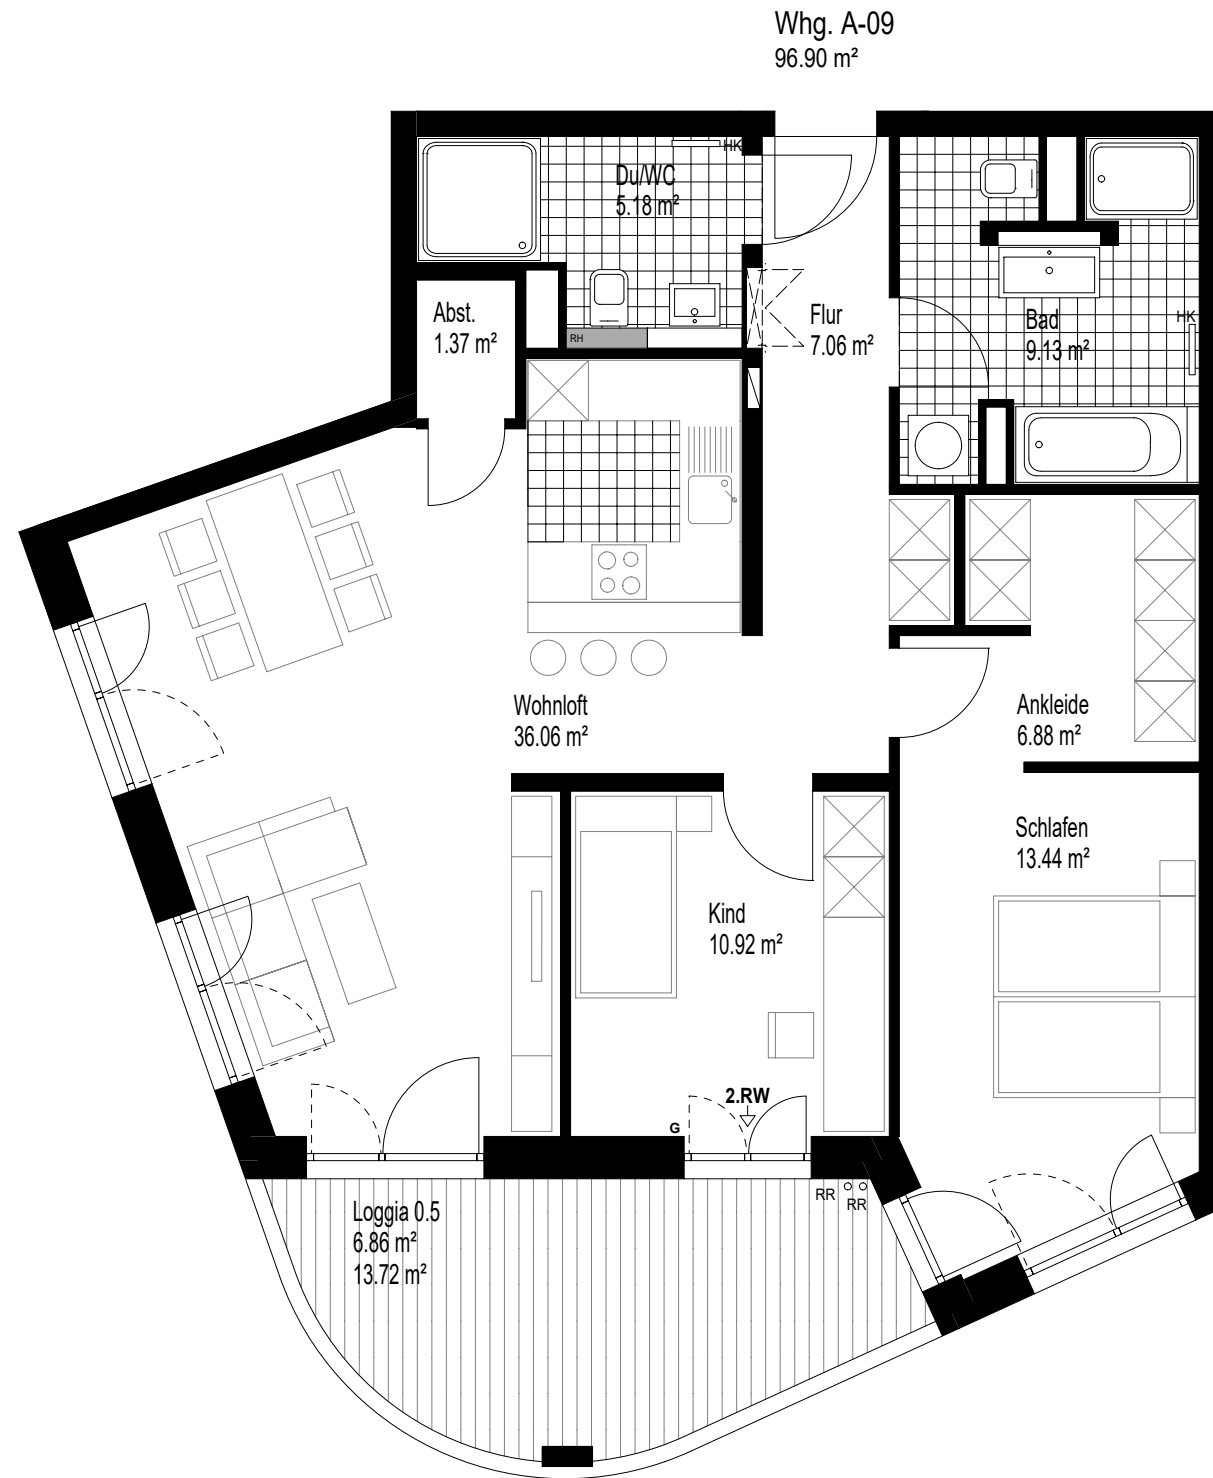 Whg. A-09
96.90 m²
HK
Du/WC
5.18 m²
Abst.
1.37 m²
RH
Flur
7.06 m²
HK
Bad
9.13 m²
Wohnloft
36.06 m²
Ankleide
6.88 m²
Schlafen
13.44 m²
Kind
10.92 m²
2.RW
G
RR
RR
Loggia 0.5
6.86 m²
13.72 m²